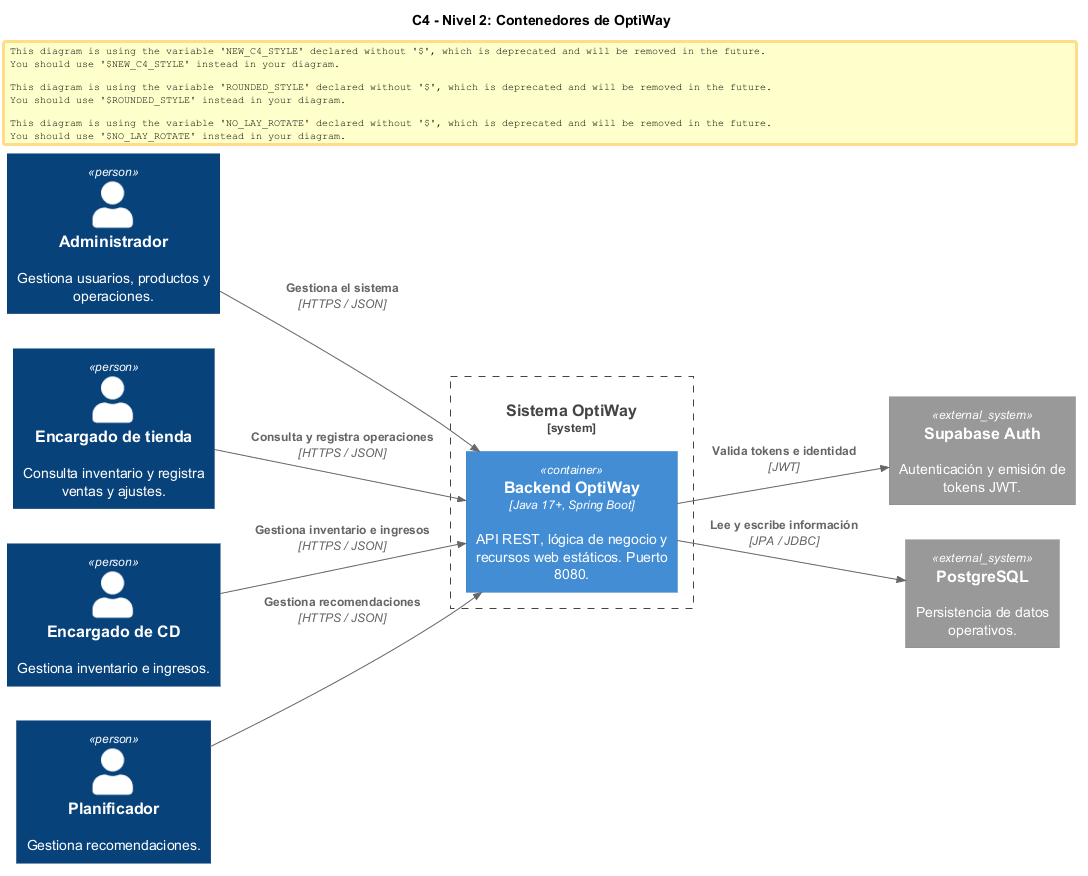 C4 - Nivel 2: Contenedores de OptiWay
This diagram is using the variable 'NEW_C4_STYLE' declared without '$', which is deprecated and will be removed in the future.
You should use '$NEW_C4_STYLE' instead in your diagram.
This diagram is using the variable 'ROUNDED_STYLE' declared without '$', which is deprecated and will be removed in the future.
You should use '$ROUNDED_STYLE' instead in your diagram.
This diagram is using the variable 'NO_LAY_ROTATE' declared without '$', which is deprecated and will be removed in the future.
You should use '$NO_LAY_ROTATE' instead in your diagram.
«person»
Administrador
Gestiona usuarios, productos y
operaciones.
Gestiona el sistema
[HTTPS / JSON]
«person»
Encargado de tienda
Consulta inventario y registra
ventas y ajustes.
Consulta y registra operaciones
[HTTPS / JSON]
«person»
Encargado de CD
Gestiona inventario e ingresos.
Gestiona inventario e ingresos
[HTTPS / JSON]
«person»
Planificador
Gestiona recomendaciones.
Gestiona recomendaciones
[HTTPS / JSON]
Sistema OptiWay
[system]
«container»
Backend OptiWay
[Java 17+, Spring Boot]
API REST, lógica de negocio y
recursos web estáticos. Puerto
8080.
Valida tokens e identidad
[JWT]
Lee y escribe información
[JPA / JDBC]
«external_system»
Supabase Auth
Autenticación y emisión de
tokens JWT.
«external_system»
PostgreSQL
Persistencia de datos
operativos.